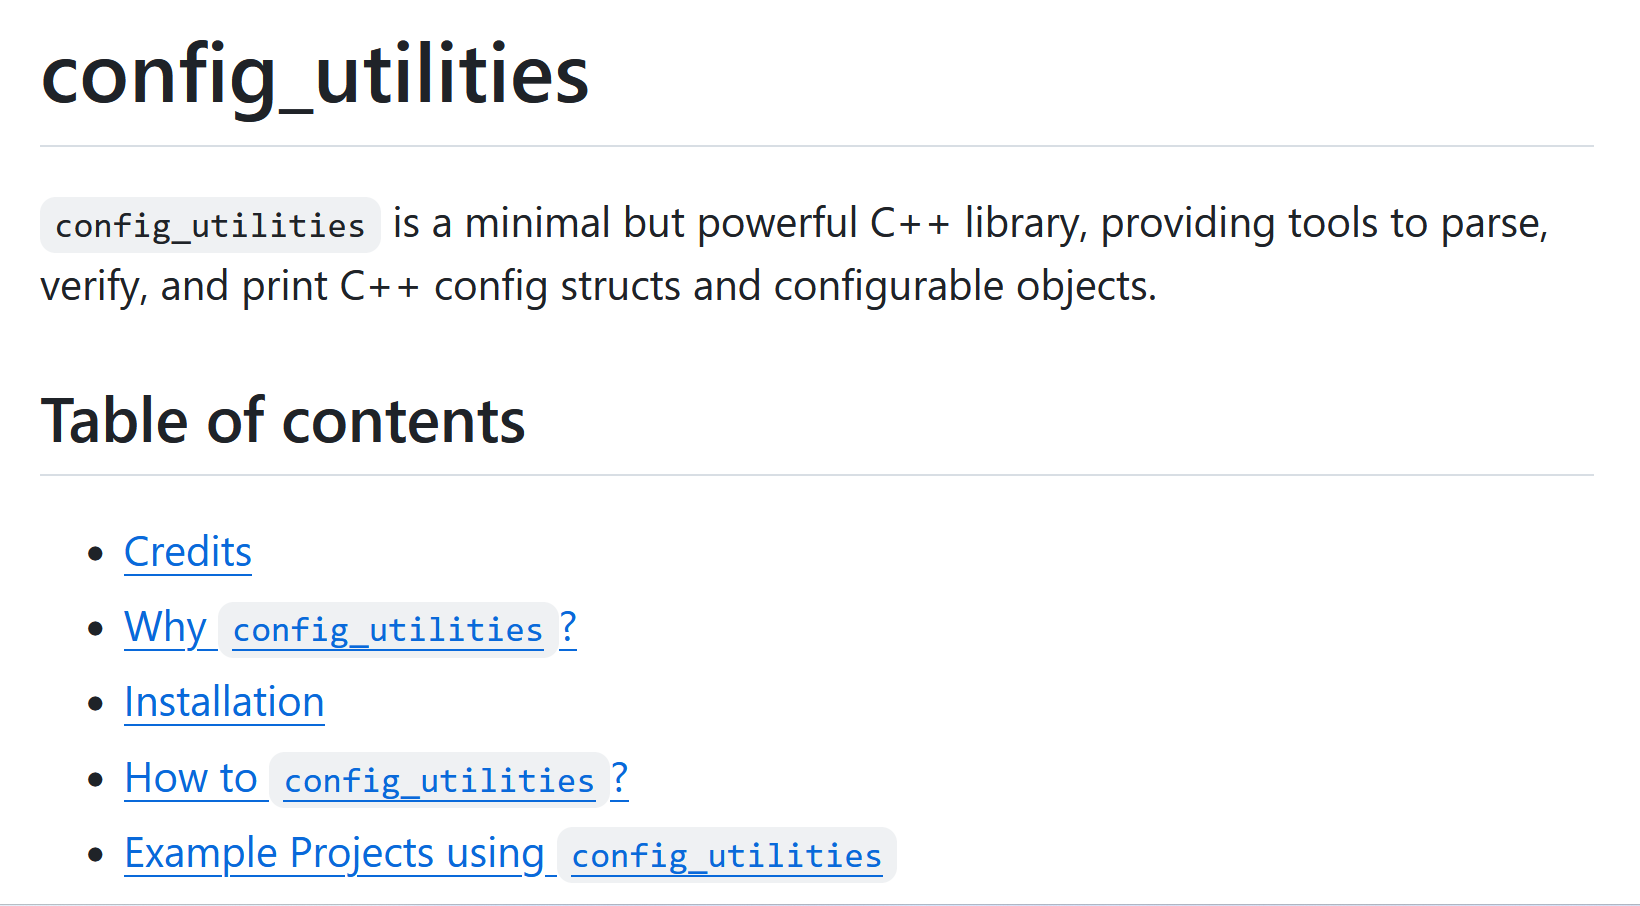 config_utilities
config_utilities is a minimal but powerful C++ library, providing tools to parse,
verify, and print C++ config structs and configurable objects.
Table of contents
Credits
Why config_utilities?
Installation
How to config_utilities?
Example Projects using config_utilities